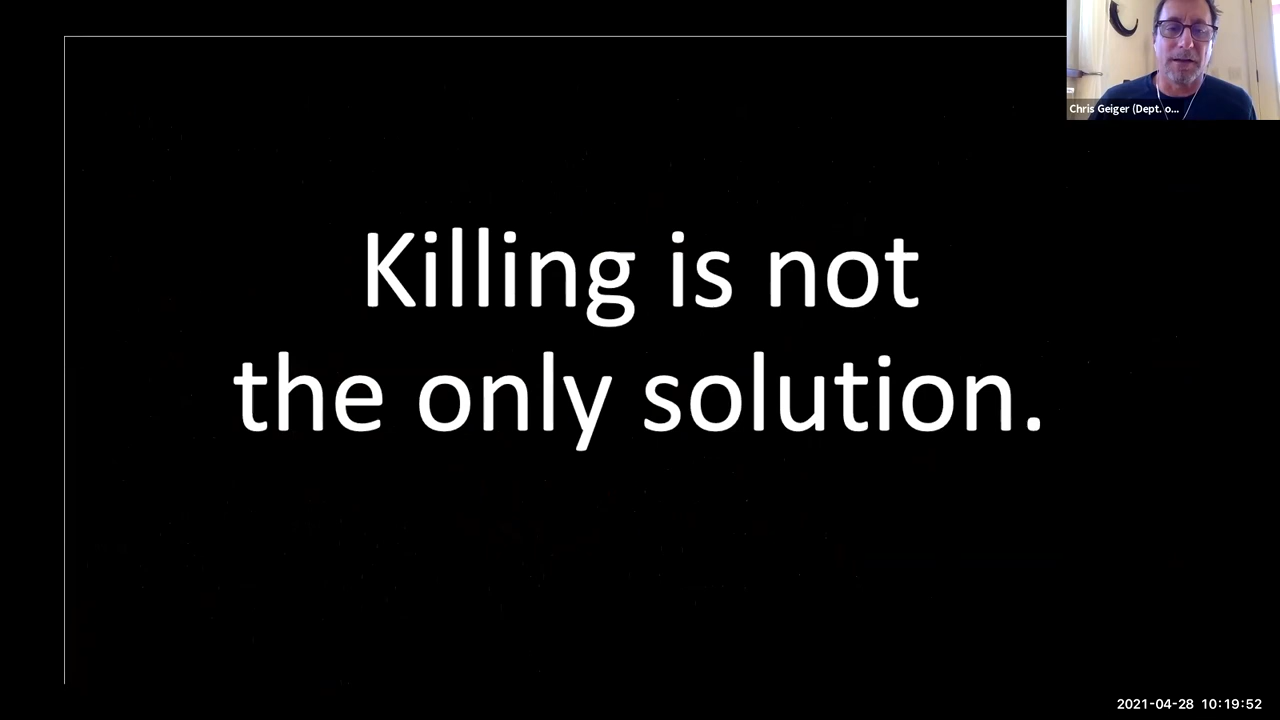 Chris Geiger (Dept. o...
Killing is not
the only solution.
2021-04-28 10:19:52